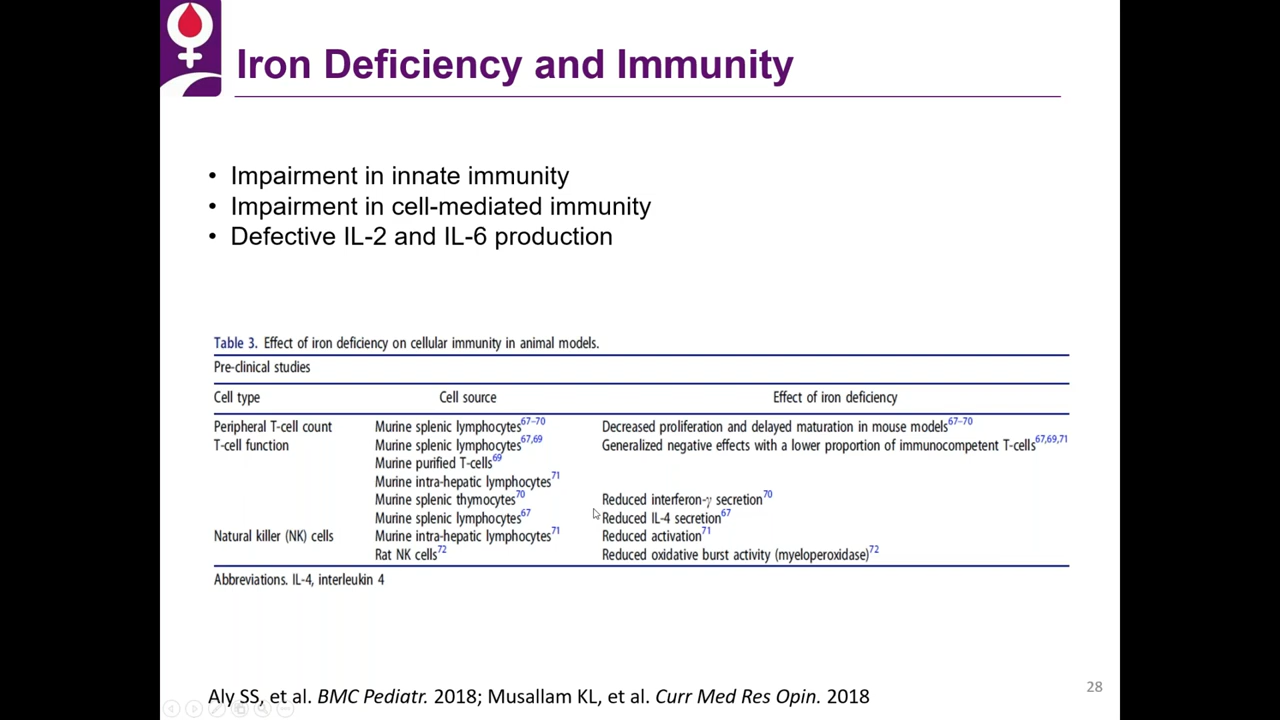 Iron Deficiency and Immunity
• Impairment in innate immunity
• Impairment in cell-mediated immunity
• Defective IL-2 and IL-6 production
Table 3. Effect of iron deficiency on cellular immunity in animal models.
Pre-clinical studies
Cell type Cell source Effect of iron deficiency
Peripheral T-cell count Murine splenic lymphocytes67–70 Decreased proliferation and delayed maturation in mouse models67–70
T-cell function Murine splenic lymphocytes67,69 Generalized negative effects with a lower proportion of immunocompetent T-cells67,69,71
Murine purified T-cells69
Murine intra-hepatic lymphocytes71
Murine splenic thymocytes70 Reduced interferon-γ secretion70
Murine splenic lymphocytes67 Reduced IL-4 secretion67
Natural killer (NK) cells Murine intra-hepatic lymphocytes71 Reduced activation71
Rat NK cells72 Reduced oxidative burst activity (myeloperoxidase)72
Abbreviations. IL-4, interleukin 4
28
Aly SS, et al. BMC Pediatr. 2018; Musallam KL, et al. Curr Med Res Opin. 2018